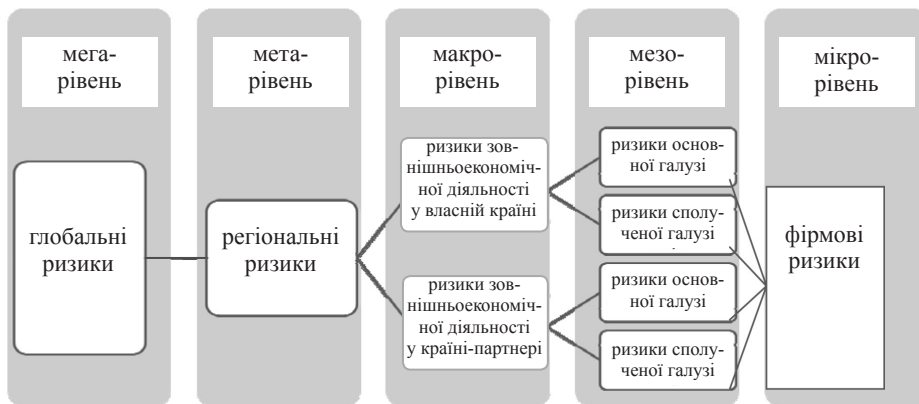 мега-
рівень
мета-
рівень
макро-
рівень
мезо-
рівень
мікро-
рівень
глобальні
ризики
регіональні
ризики
ризики зов-
нішньоекономіч-
ної діяльності
у власній країні
ризики зов-
нішньоекономіч-
ної діяльності
у країні-партнері
ризики основ-
ної галузі
ризики сполу-
ченої галузі
ризики основ-
ної галузі
ризики сполу-
ченої галузі
фірмові
ризики